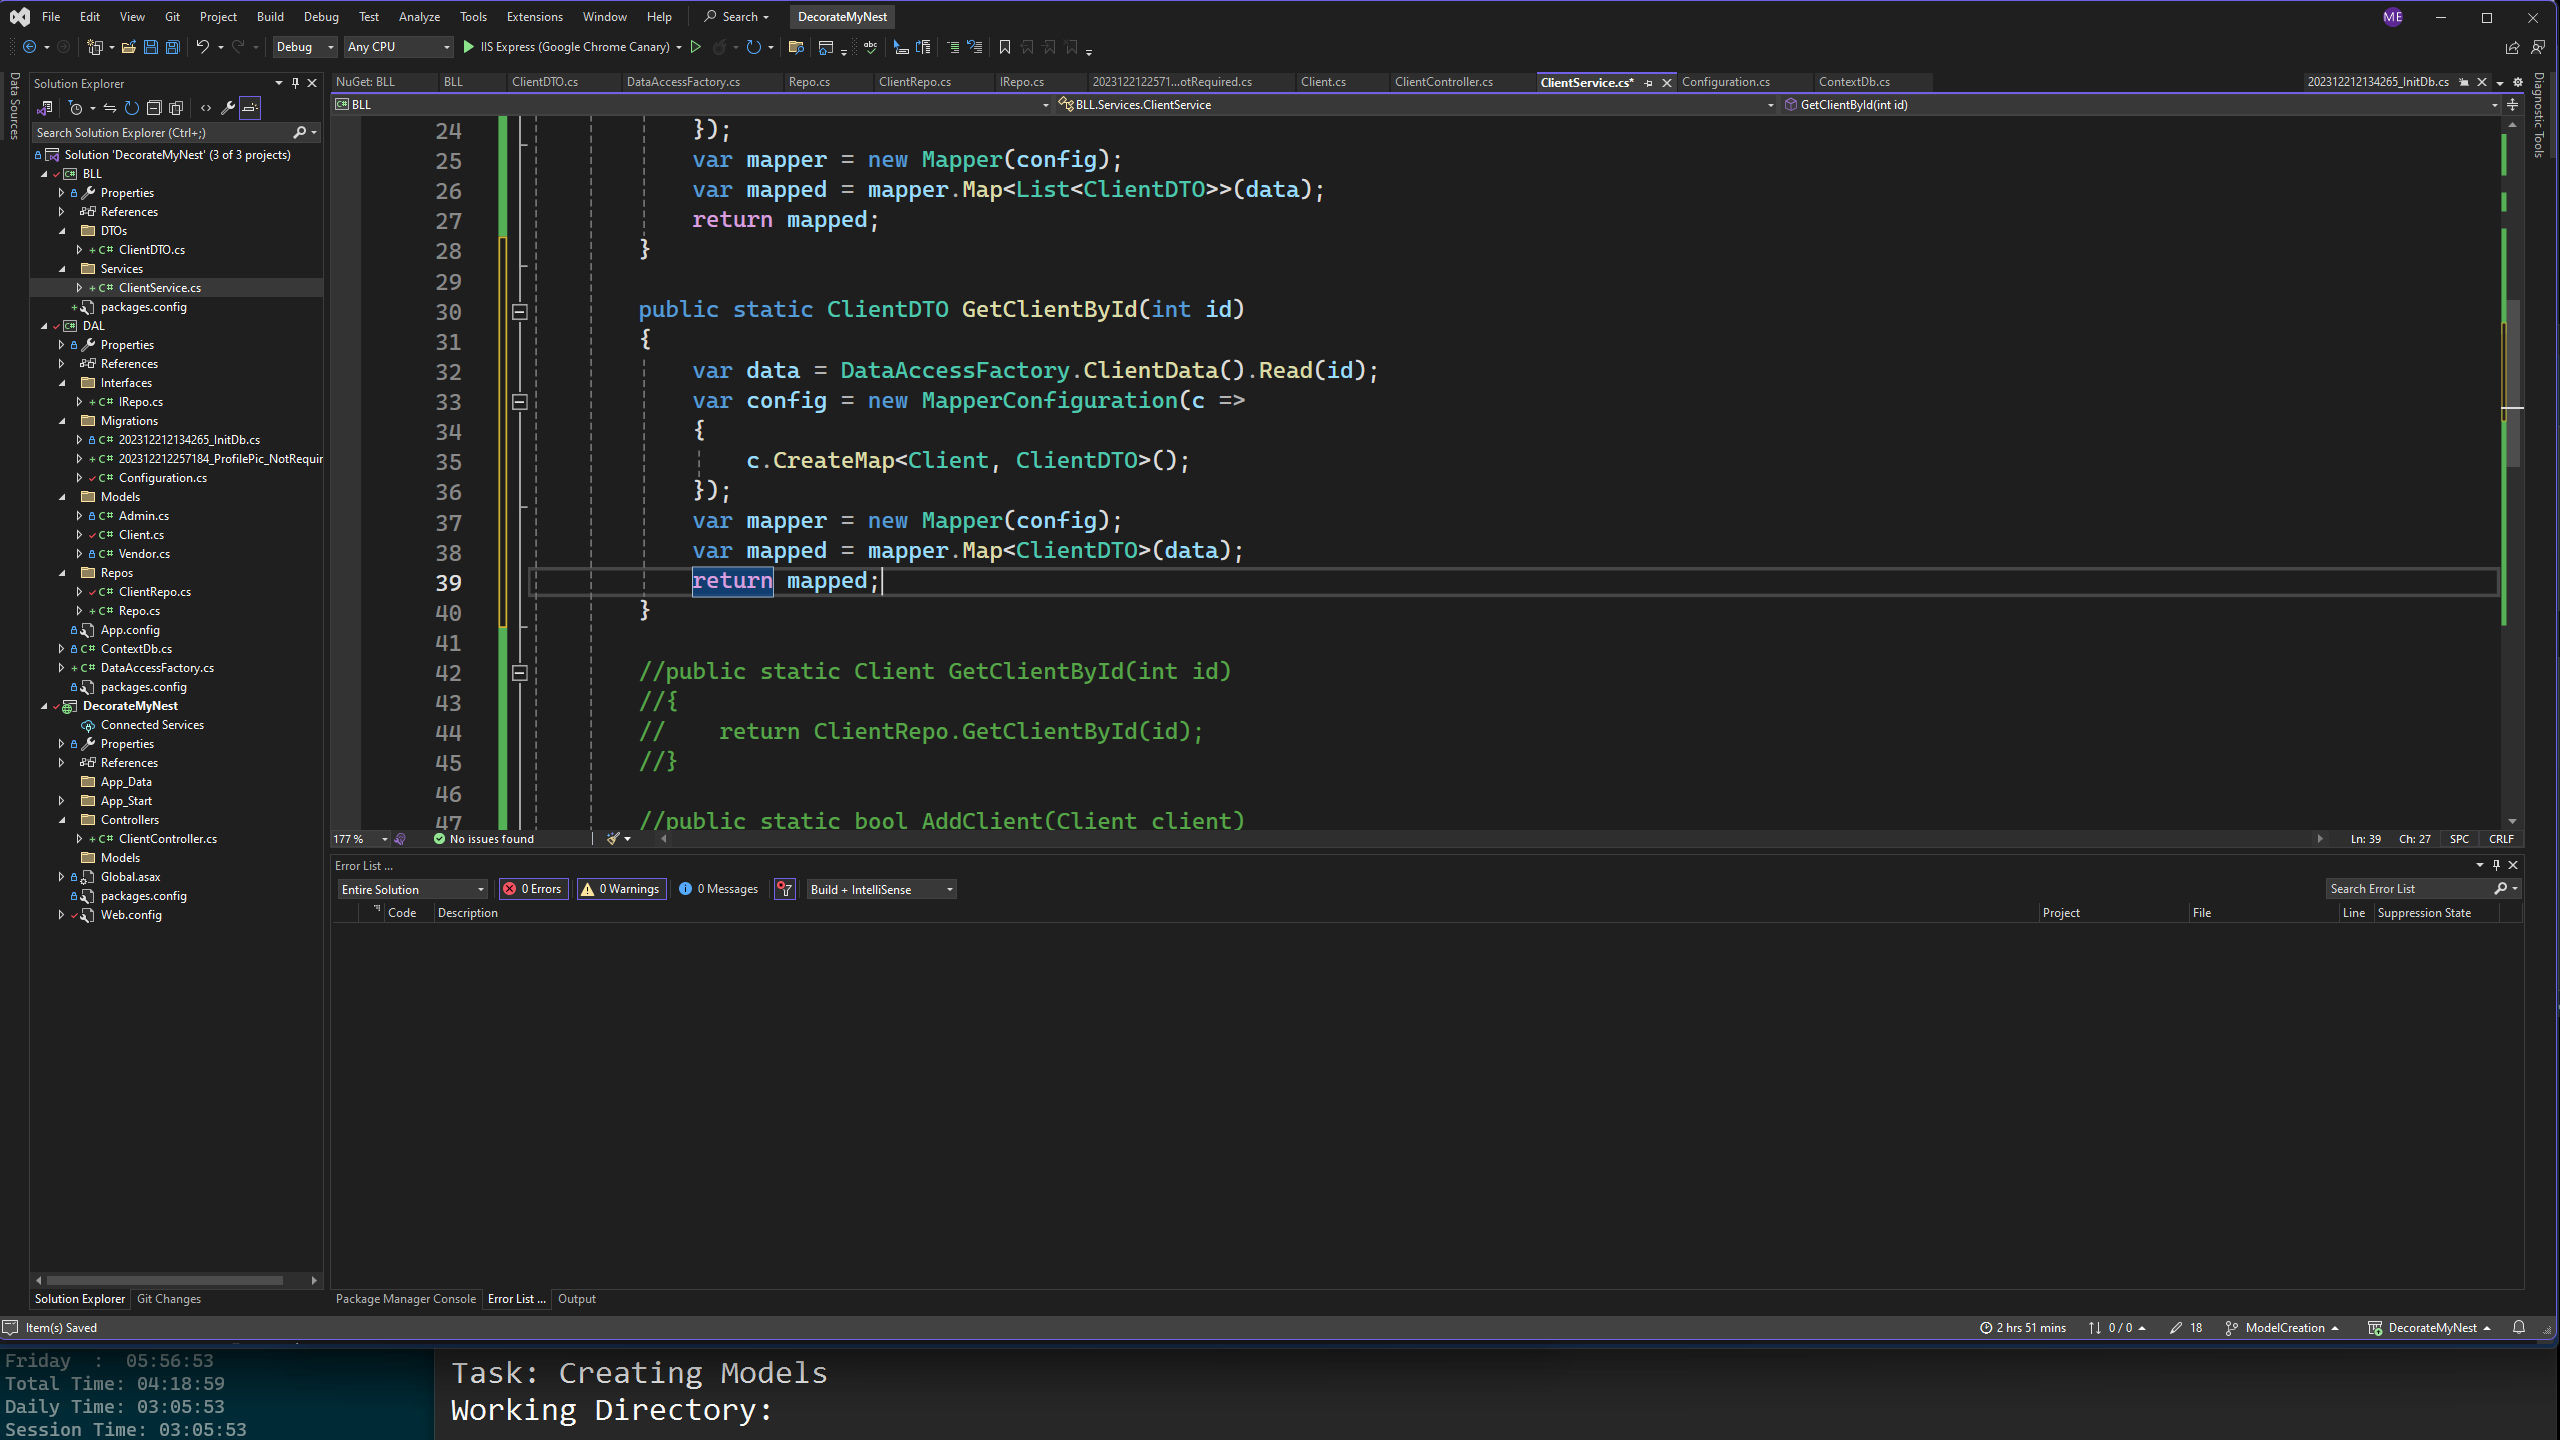 File Edit View Git Project Build Debug Test Analyze Tools Extensions Window Help Search DecorateMyNest ME
Debug Any CPU IIS Express (Google Chrome Canary)
Data Sources
Solution Explorer
Search Solution Explorer (Ctrl+;)
Solution 'DecorateMyNest' (3 of 3 projects)
BLL
Properties
References
DTOs
C# ClientDTO.cs
Services
C# ClientService.cs
packages.config
DAL
Properties
References
Interfaces
C# IRepo.cs
Migrations
C# 202312212134265_InitDb.cs
C# 202312212257184_ProfilePic_NotRequir
C# Configuration.cs
Models
C# Admin.cs
C# Client.cs
C# Vendor.cs
Repos
C# ClientRepo.cs
C# Repo.cs
App.config
C# ContextDb.cs
C# DataAccessFactory.cs
packages.config
DecorateMyNest
Connected Services
Properties
References
App_Data
App_Start
Controllers
C# ClientController.cs
Models
Global.asax
packages.config
Web.config
Solution Explorer Git Changes
NuGet: BLL BLL ClientDTO.cs DataAccessFactory.cs Repo.cs ClientRepo.cs IRepo.cs 2023122122571...otRequired.cs Client.cs ClientController.cs ClientService.cs* Configuration.cs ContextDb.cs 202312212134265_InitDb.cs
BLL BLL.Services.ClientService GetClientById(int id)
24 });
25 var mapper = new Mapper(config);
26 var mapped = mapper.Map<List<ClientDTO>>(data);
27 return mapped;
28 }
29
30 public static ClientDTO GetClientById(int id)
31 {
32 var data = DataAccessFactory.ClientData().Read(id);
33 var config = new MapperConfiguration(c =>
34 {
35 c.CreateMap<Client, ClientDTO>();
36 });
37 var mapper = new Mapper(config);
38 var mapped = mapper.Map<ClientDTO>(data);
39 return mapped;
40 }
41
42 //public static Client GetClientById(int id)
43 //{
44 // return ClientRepo.GetClientById(id);
45 //}
46
47 //public static bool AddClient(Client client)
177 % No issues found Ln: 39 Ch: 27 SPC CRLF
Diagnostic Tools
Error List ...
Entire Solution 0 Errors 0 Warnings 0 Messages Build + IntelliSense Search Error List
Code Description Project File Line Suppression State
Package Manager Console Error List ... Output
Item(s) Saved 2 hrs 51 mins 0 / 0 18 ModelCreation DecorateMyNest
Friday : 05:56:53
Total Time: 04:18:59
Daily Time: 03:05:53
Session Time: 03:05:53
Task: Creating Models
Working Directory: